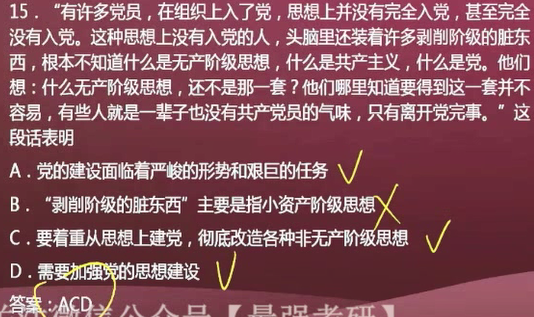 15．“有许多党员，在组织上入了党，思想上并没有完全入党，甚至完全
没有入党。这种思想上没有入党的人，头脑里还装着许多剥削阶级的脏东
西，根本不知道什么是无产阶级思想，什么是共产主义，什么是党。他们
想：什么无产阶级思想，还不是那一套？他们哪里知道要得到这一套并不
容易，有些人就是一辈子也没有共产党员的气味，只有离开党完事。”这
段话表明
A．党的建设面临着严峻的形势和艰巨的任务
B．“剥削阶级的脏东西”主要是指小资产阶级思想
C．要着重从思想上建党，彻底改造各种非无产阶级思想
D．需要加强党的思想建设
答案：ACD
微信公众号【最强考研】